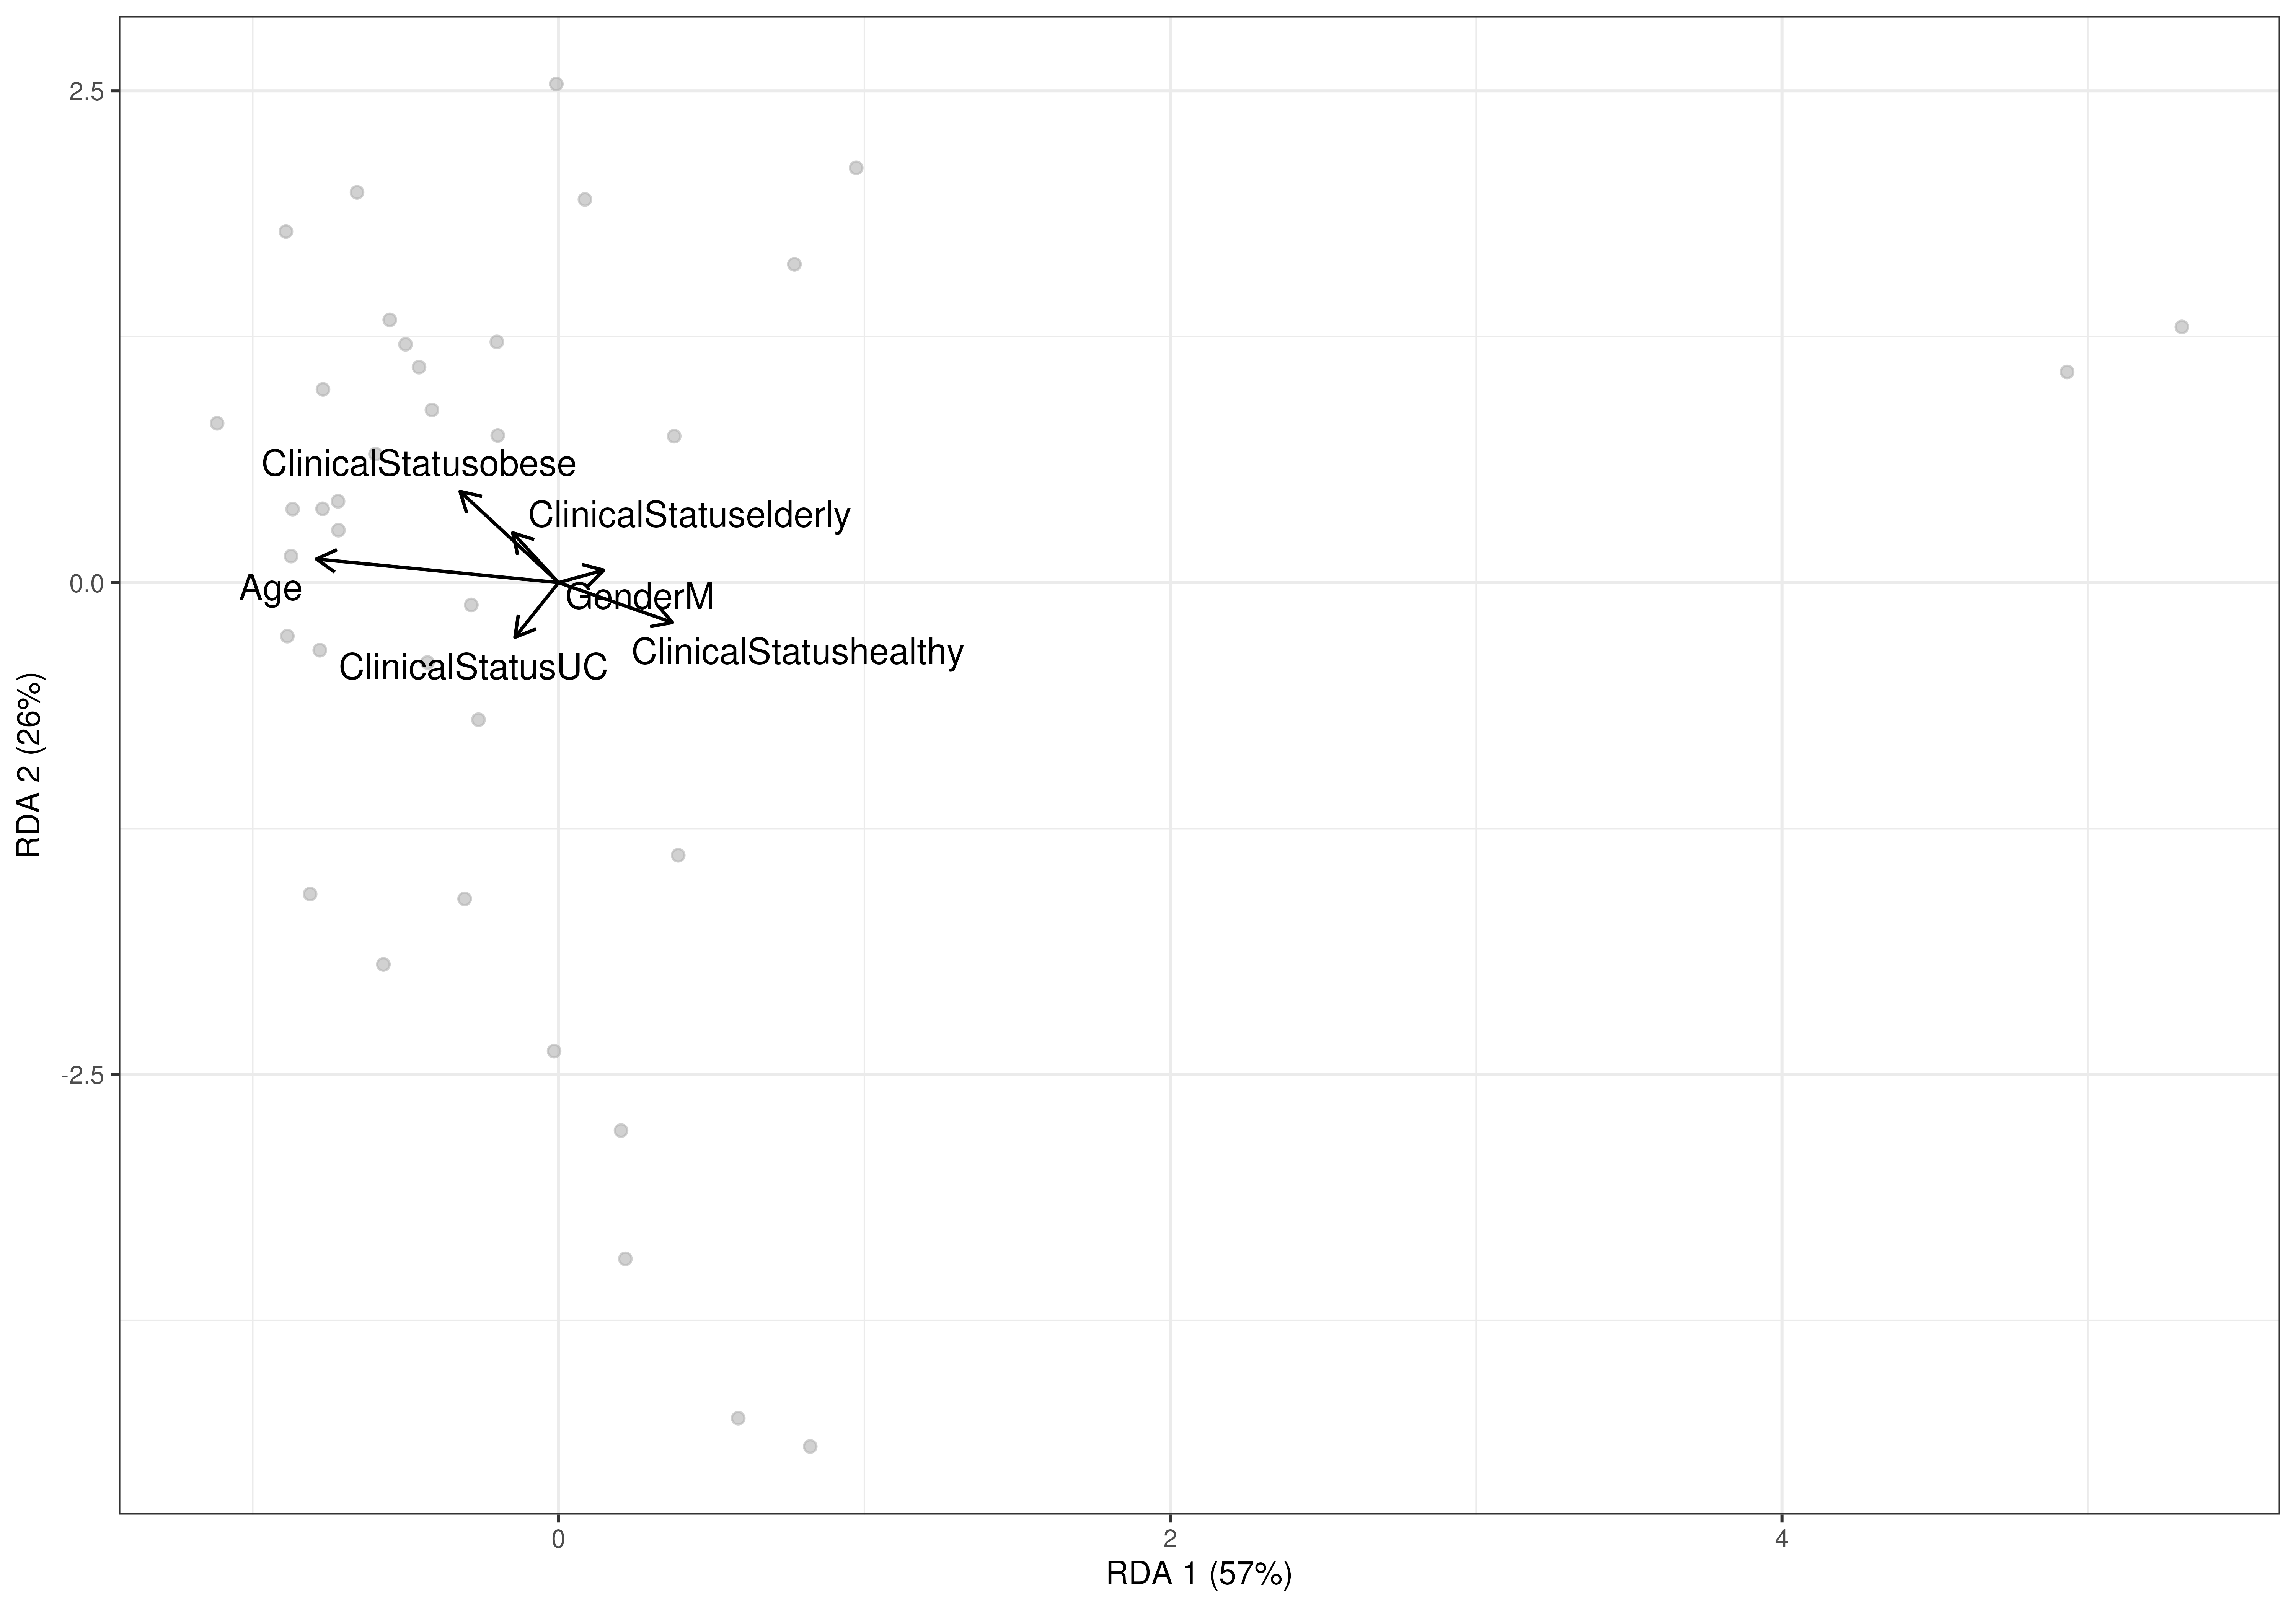 2.5
0.0
-2.5
RDA 2 (26%)
ClinicalStatusobese
ClinicalStatuselderly
Age
GenderM
ClinicalStatushealthy
ClinicalStatusUC
0
2
4
RDA 1 (57%)